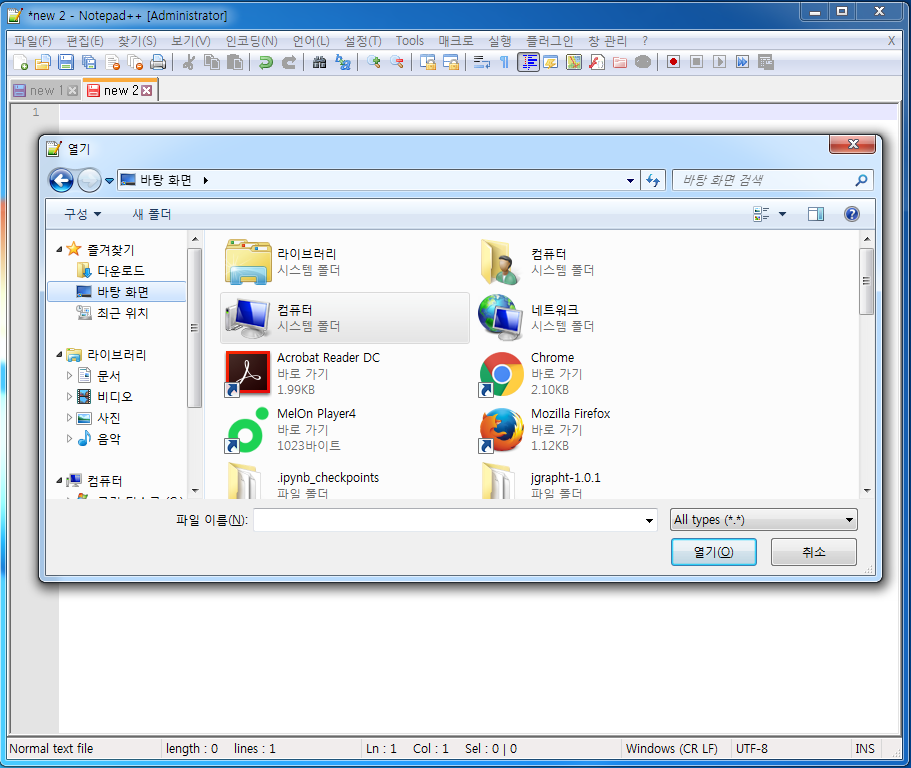 *new 2 - Notepad++ [Administrator]
파일(F) 편집(E) 찾기(S) 보기(V) 인코딩(N) 언어(L) 설정(T) Tools 매크로 실행 플러그인 창 관리 ? X
new 1 new 2
1
열기
바탕 화면
바탕 화면 검색
구성 새 폴더
즐겨찾기
다운로드
바탕 화면
최근 위치
라이브러리
문서
비디오
사진
음악
컴퓨터
라이브러리
시스템 폴더
컴퓨터
시스템 폴더
컴퓨터
시스템 폴더
네트워크
시스템 폴더
Acrobat Reader DC
바로 가기
1.99KB
Chrome
바로 가기
2.10KB
MelOn Player4
바로 가기
1023바이트
Mozilla Firefox
바로 가기
1.12KB
.ipynb_checkpoints
파일 폴더
jgrapht-1.0.1
파일 폴더
파일 이름(N):
All types (*.*)
열기(O) 취소
Normal text file length : 0 lines : 1 Ln : 1 Col : 1 Sel : 0 | 0 Windows (CR LF) UTF-8 INS